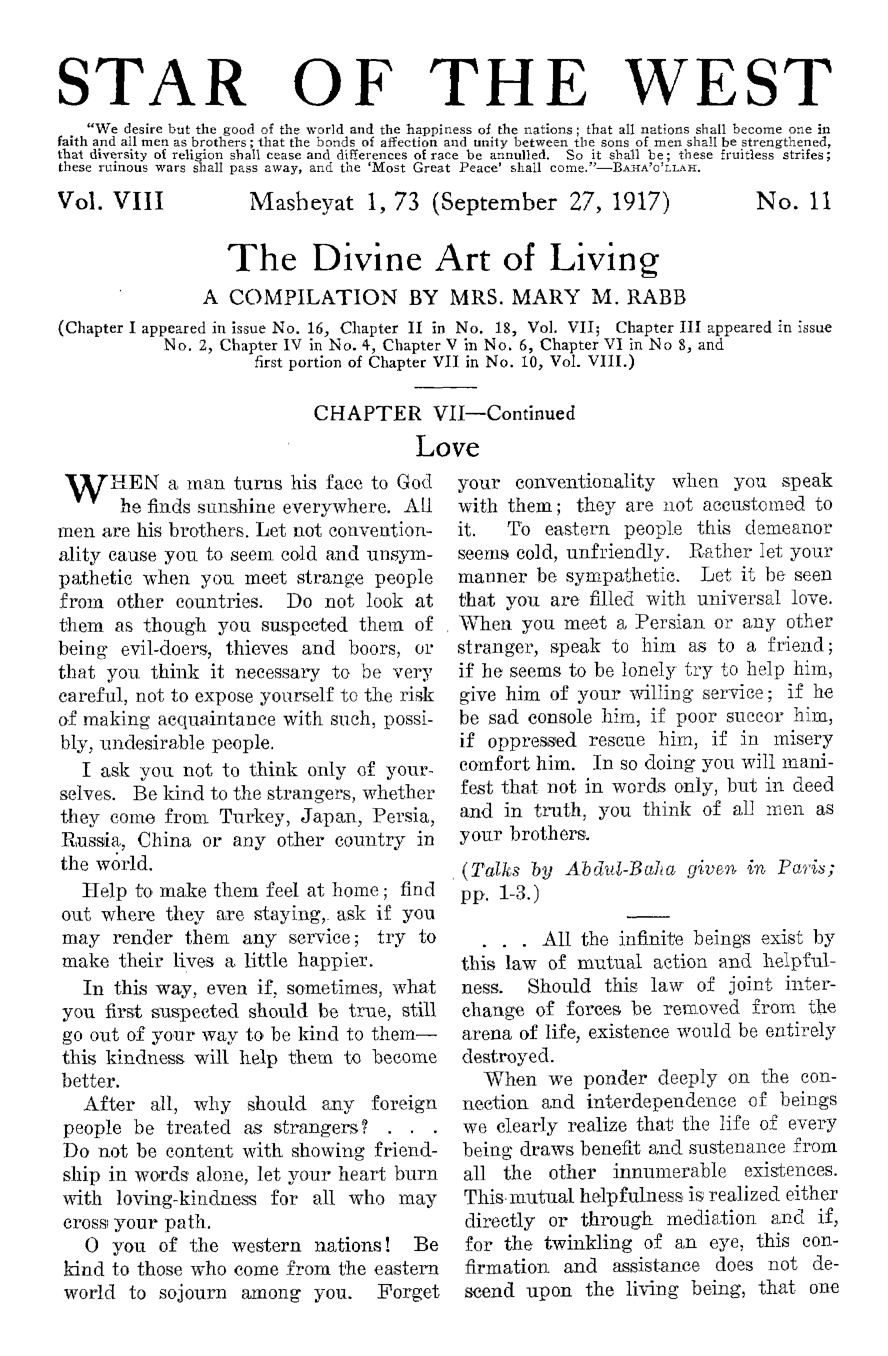 STAR OF THE WEST
"We desire but the good of the world and the happiness of the nations; that all nations shall become one in
faith and all men as brothers; that the bonds of affection and unity between the sons of men shall be strengthened,
that diversity of religion shall cease and differences of race be annulled. So it shall be; these fruitless strifes;
these ruinous wars shall pass away, and the 'Most Great Peace' shall come."—BAHA'O'LLAH.
Vol. VIII Masheyat 1, 73 (September 27, 1917) No. 11
The Divine Art of Living
A COMPILATION BY MRS. MARY M. RABB
(Chapter I appeared in issue No. 16, Chapter II in No. 18, Vol. VII; Chapter III appeared in issue
No. 2, Chapter IV in No. 4, Chapter V in No. 6, Chapter VI in No 8, and
first portion of Chapter VII in No. 10, Vol. VIII.)
CHAPTER VII—Continued
Love
WHEN a man turns his face to God
he finds sunshine everywhere. All
men are his brothers. Let not convention-
ality cause you to seem cold and unsym-
pathetic when you meet strange people
from other countries. Do not look at
them as though you suspected them of
being evil-doers, thieves and boors, or
that you think it necessary to be very
careful, not to expose yourself to the risk
of making acquaintance with such, possi-
bly, undesirable people.
I ask you not to think only of your-
selves. Be kind to the strangers, whether
they come from Turkey, Japan, Persia,
Russia, China or any other country in
the world.
Help to make them feel at home; find
out where they are staying, ask if you
may render them any service; try to
make their lives a little happier.
In this way, even if, sometimes, what
you first suspected should be true, still
go out of your way to be kind to them—
this kindness will help them to become
better.
After all, why should any foreign
people be treated as strangers? . . .
Do not be content with showing friend-
ship in words alone, let your heart burn
with loving-kindness for all who may
cross your path.
O you of the western nations! Be
kind to those who come from the eastern
world to sojourn among you. Forget
your conventionality when you speak
with them; they are not accustomed to
it. To eastern people this demeanor
seems cold, unfriendly. Rather let your
manner be sympathetic. Let it be seen
that you are filled with universal love.
When you meet a Persian or any other
stranger, speak to him as to a friend;
if he seems to be lonely try to help him,
give him of your willing service; if he
be sad console him, if poor succor him,
if oppressed rescue him, if in misery
comfort him. In so doing you will mani-
fest that not in words only, but in deed
and in truth, you think of all men as
your brothers.
(Talks by Abdul-Baha given in Paris;
pp. 1-3.)
. . . All the infinite beings exist by
this law of mutual action and helpful-
ness. Should this law of joint inter-
change of forces be removed from the
arena of life, existence would be entirely
destroyed.
When we ponder deeply on the con-
nection and interdependence of beings
we clearly realize that the life of every
being draws benefit and sustenance from
all the other innumerable existences.
This mutual helpfulness is realized either
directly or through mediation and if,
for the twinkling of an eye, this con-
firmation and assistance does not de-
scend upon the living being, that one